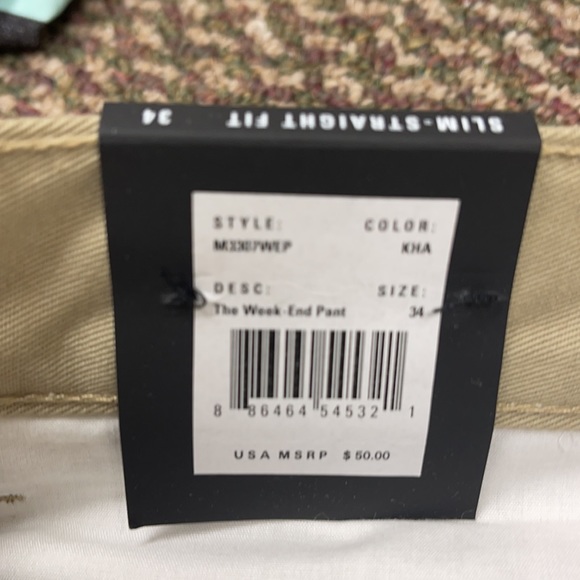 SLIM-STRAIGHT FIT 34
STYLE: COLOR:
M3307WEP KHA
DESC: SIZE:
The Week-End Pant 34
8 86464 54532 1
USA MSRP $50.00